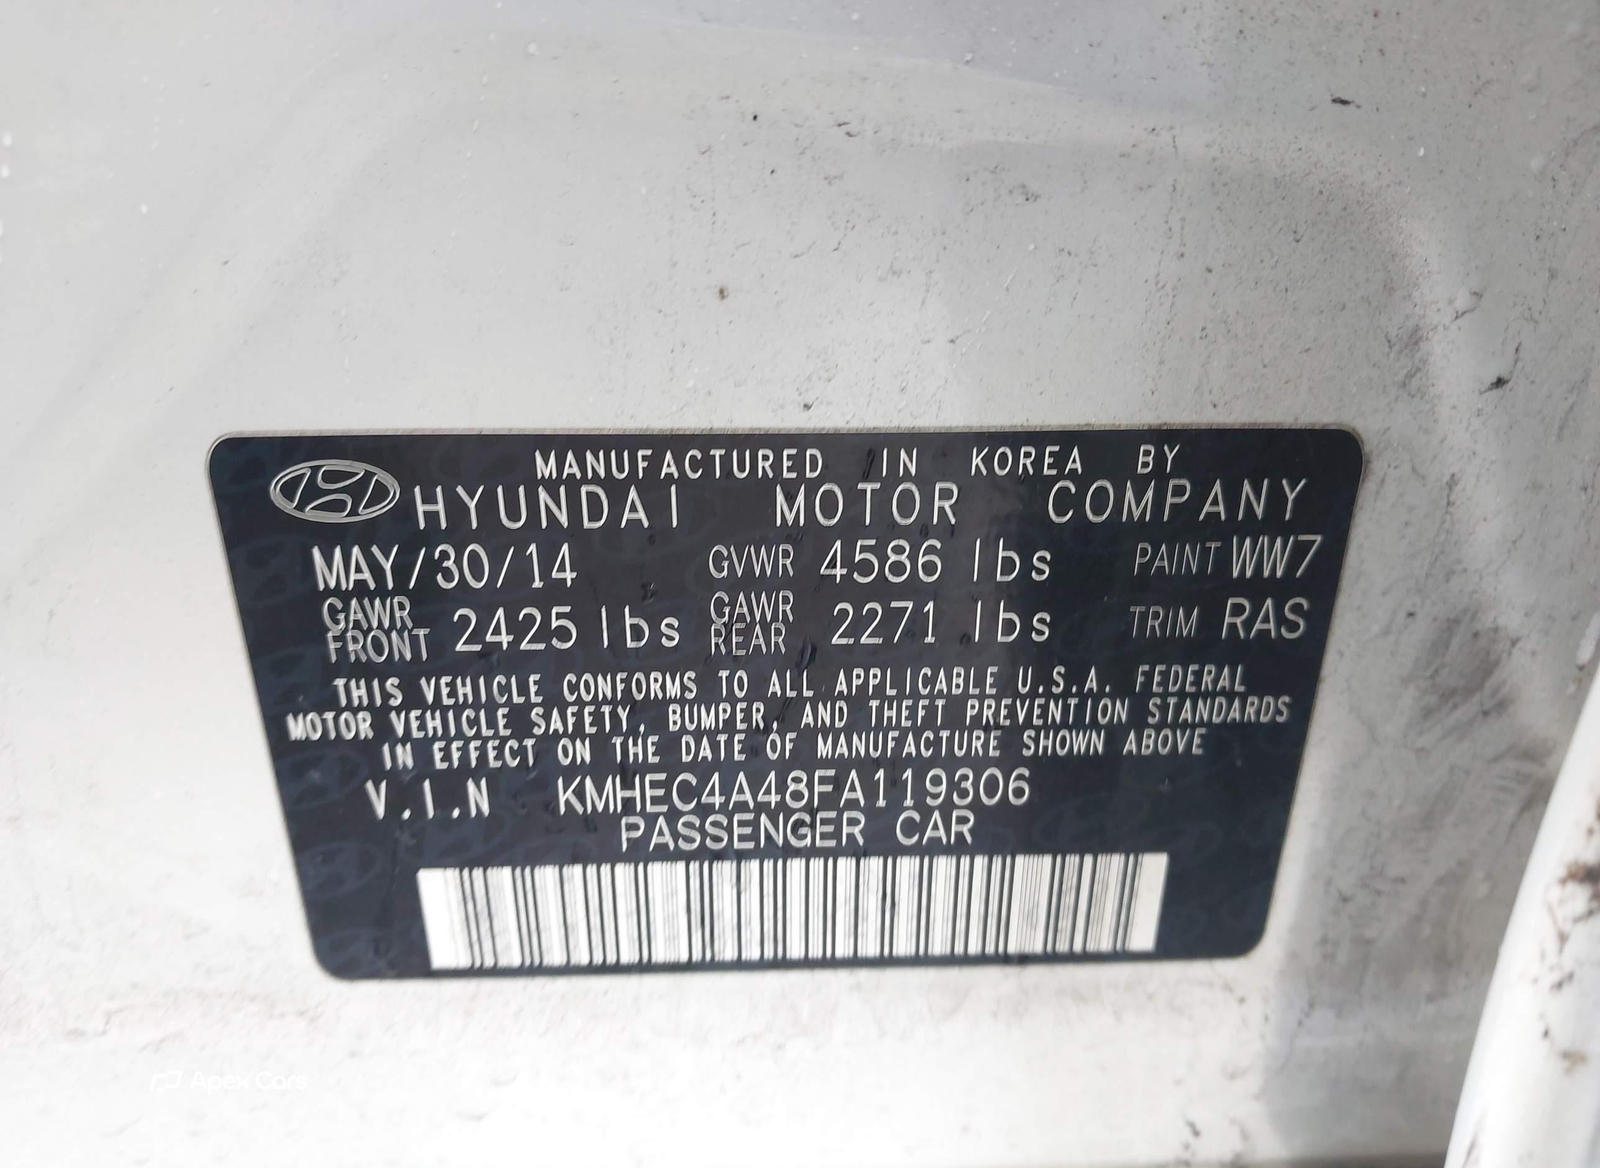 MANUFACTURED IN KOREA BY
HYUNDAI MOTOR COMPANY
MAY/30/14 GVWR 4586 lbs PAINT WW7
GAWR FRONT 2425 lbs GAWR REAR 2271 lbs TRIM RAS
THIS VEHICLE CONFORMS TO ALL APPLICABLE U.S.A. FEDERAL
MOTOR VEHICLE SAFETY, BUMPER, AND THEFT PREVENTION STANDARDS
IN EFFECT ON THE DATE OF MANUFACTURE SHOWN ABOVE
V.I.N KMHEC4A48FA119306
PASSENGER CAR
Apex Cars